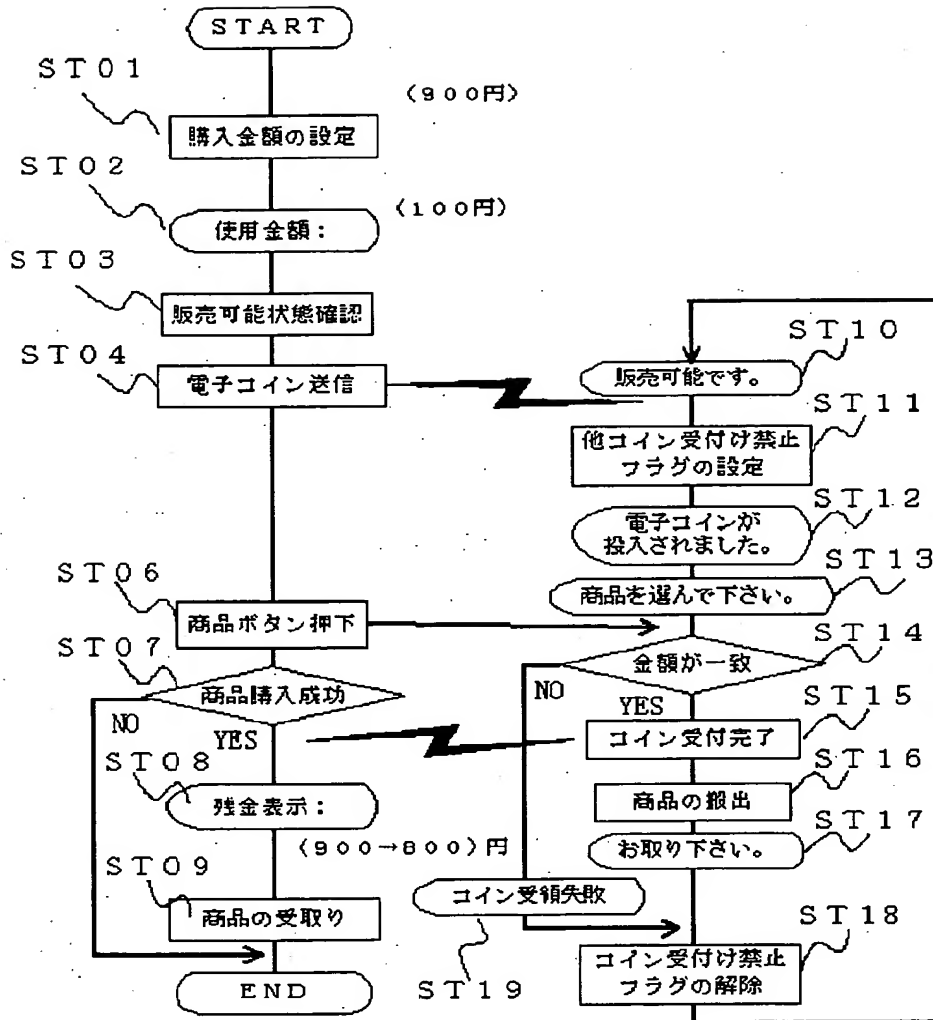 START
ST01
(900円)
購入金額の設定
ST02
(100円)
使用金額:
ST03
販売可能状態確認
ST04
電子コイン送信
ST06
商品ボタン押下
ST07
商品購入成功
NO
YES
ST08
残金表示:
(900→800)円
ST09
商品の受取り
END
ST10
販売可能です。
ST11
他コイン受付け禁止
フラグの設定
ST12
電子コインが
投入されました。
ST13
商品を選んで下さい。
ST14
金額が一致
NO
YES
ST15
コイン受付完了
ST16
商品の搬出
ST17
お取り下さい。
コイン受領失敗
ST19
ST18
コイン受付け禁止
フラグの解除